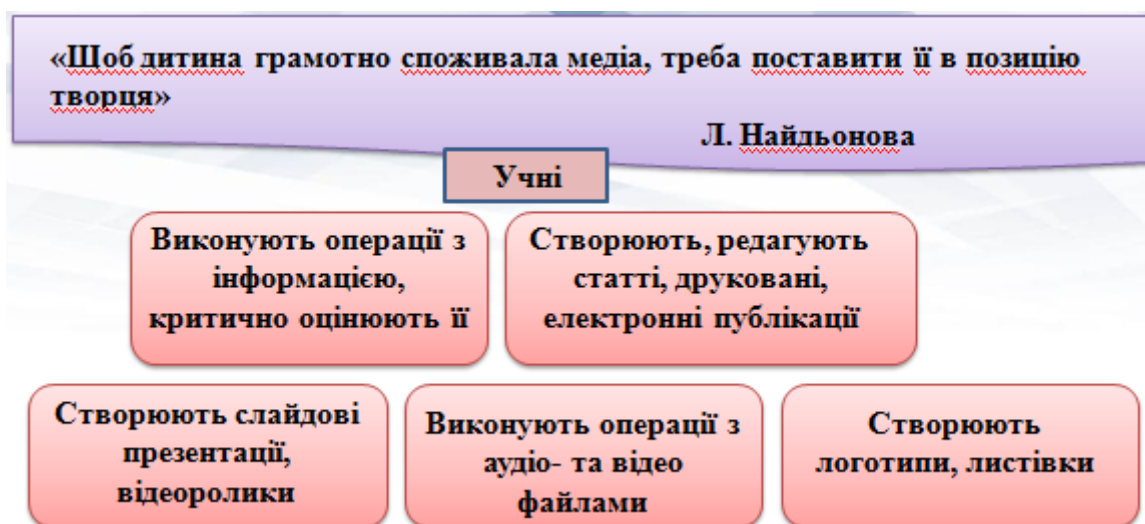 «Щоб дитина грамотно споживала медіа, треба поставити її в позицію
творця»
Л. Найдьонова
Учні
Виконують операції з
інформацією,
критично оцінюють її
Створюють, редагують
статті, друковані,
електронні публікації
Створюють слайдові
презентації,
відеоролики
Виконують операції з
аудіо- та відео
файлами
Створюють
логотипи, листівки